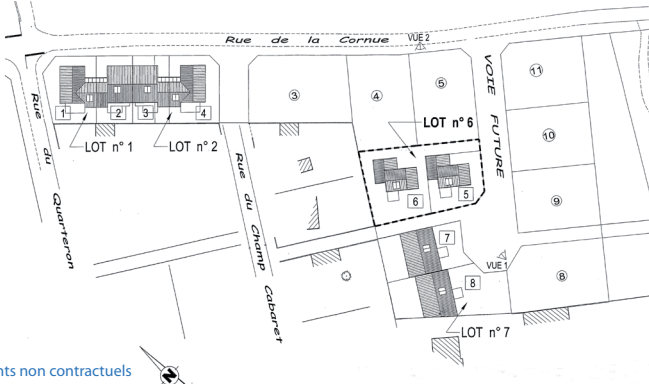 Rue de la Cornue
VUE 2
Rue du Quarteron
1
2
3
4
LOT n° 1
LOT n° 2
3
4
5
VOIE FUTURE
11
10
9
8
LOT n° 6
6
5
Rue du Champ Cabaret
7
8
VUE 1
LOT n° 7
nts non contractuels
N